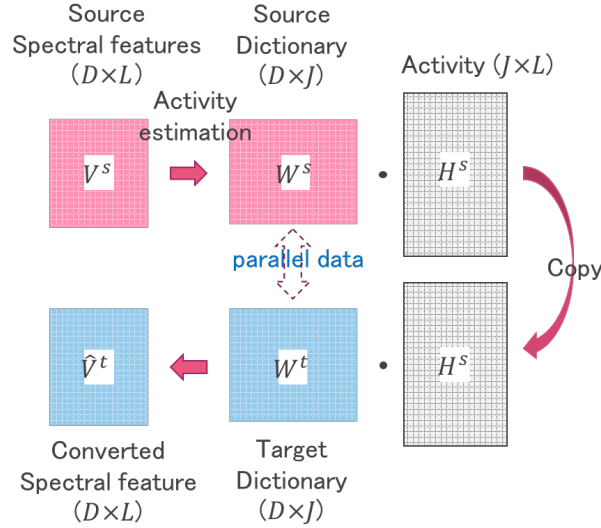 Source
Spectral features
(D×L)
Source
Dictionary
(D×J)
Activity (J×L)
Activity
estimation
V^s
W^s
•
H^s
parallel data
Copy
V̂^t
W^t
•
H^s
Converted
Spectral feature
(D×L)
Target
Dictionary
(D×J)